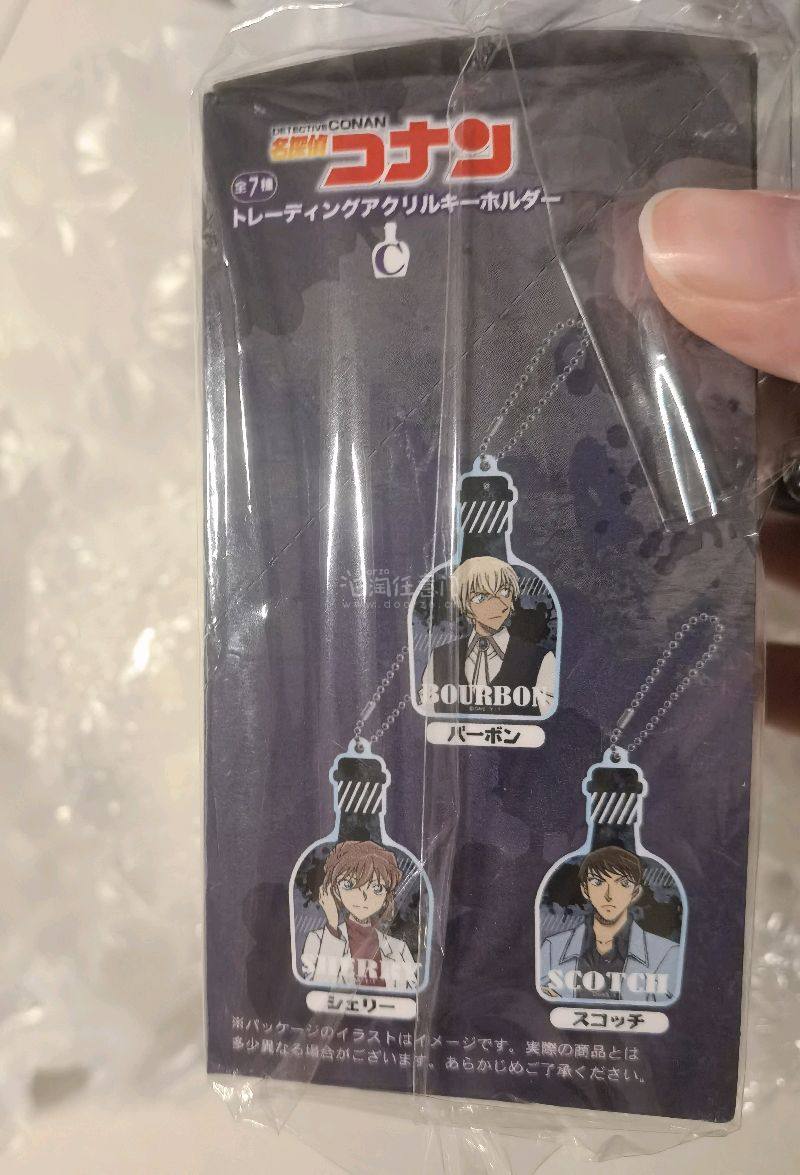 DETECTIVE CONAN
名探偵コナン
全7種
トレーディングアクリルキーホルダー
C
BOURBON
バーボン
SHERRY
シェリー
SCOTCH
スコッチ
※パッケージのイラストはイメージです。実際の商品とは
多少異なる場合がございます。あらかじめご了承ください。